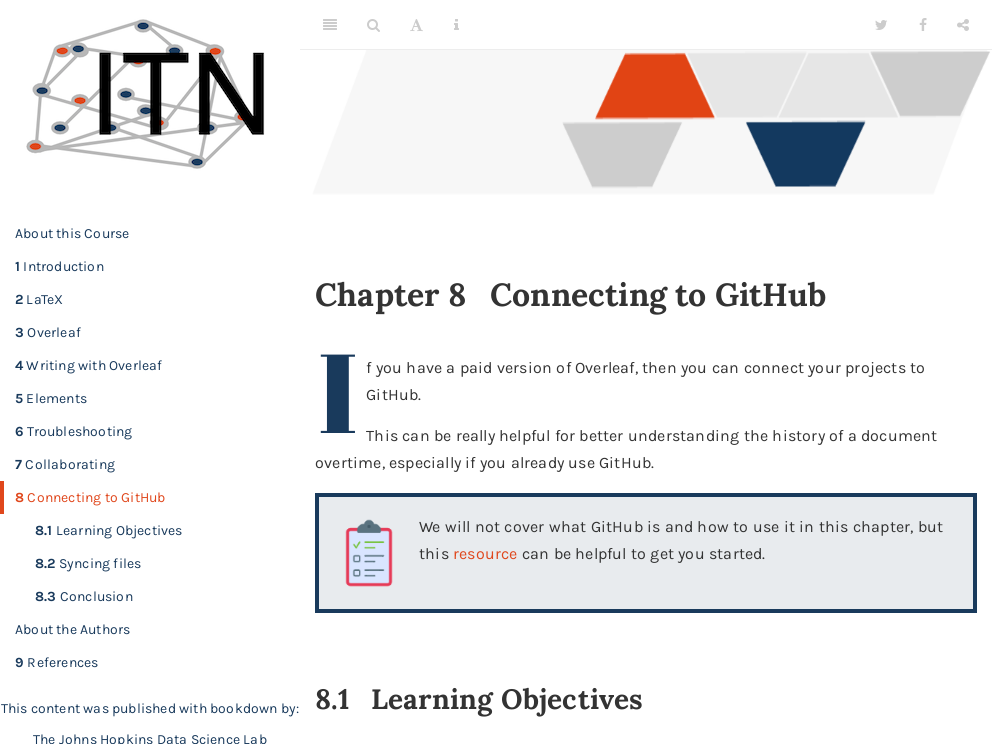 ITN
About this Course
1 Introduction
2 LaTeX
3 Overleaf
4 Writing with Overleaf
5 Elements
6 Troubleshooting
7 Collaborating
8 Connecting to GitHub
8.1 Learning Objectives
8.2 Syncing files
8.3 Conclusion
About the Authors
9 References
This content was published with bookdown by:
The Johns Hopkins Data Science Lab
A
Chapter 8 Connecting to GitHub
If you have a paid version of Overleaf, then you can connect your projects to
GitHub.
This can be really helpful for better understanding the history of a document
overtime, especially if you already use GitHub.
We will not cover what GitHub is and how to use it in this chapter, but
this resource can be helpful to get you started.
8.1 Learning Objectives